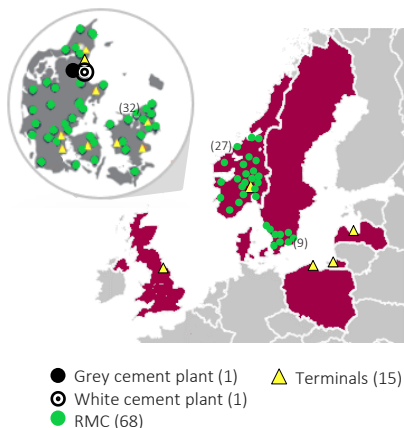 (32)
(27)
(9)
Grey cement plant (1)
Terminals (15)
White cement plant (1)
RMC (68)